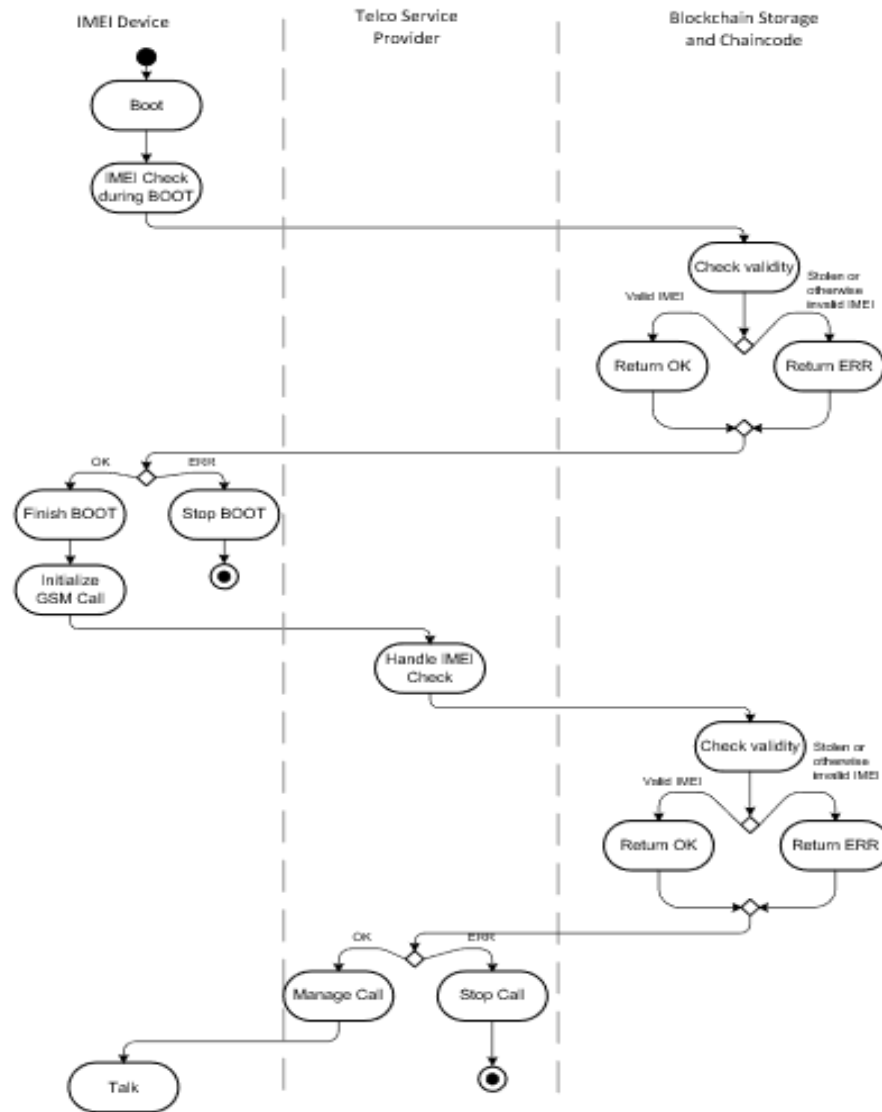 IMEI Device
Telco Service
Provider
Blockchain Storage
and Chaincode
Boot
IMEI Check
during BOOT
Check validity
Valid IMEI
Stolen or
otherwise
invalid IMEI
Return OK
Return ERR
OK
ERR
Finish BOOT
Stop BOOT
Initialize
GSM Call
Handle IMEI
Check
Check validity
Valid IMEI
Stolen or
otherwise
invalid IMEI
Return OK
Return ERR
OK
ERR
Manage Call
Stop Call
Talk